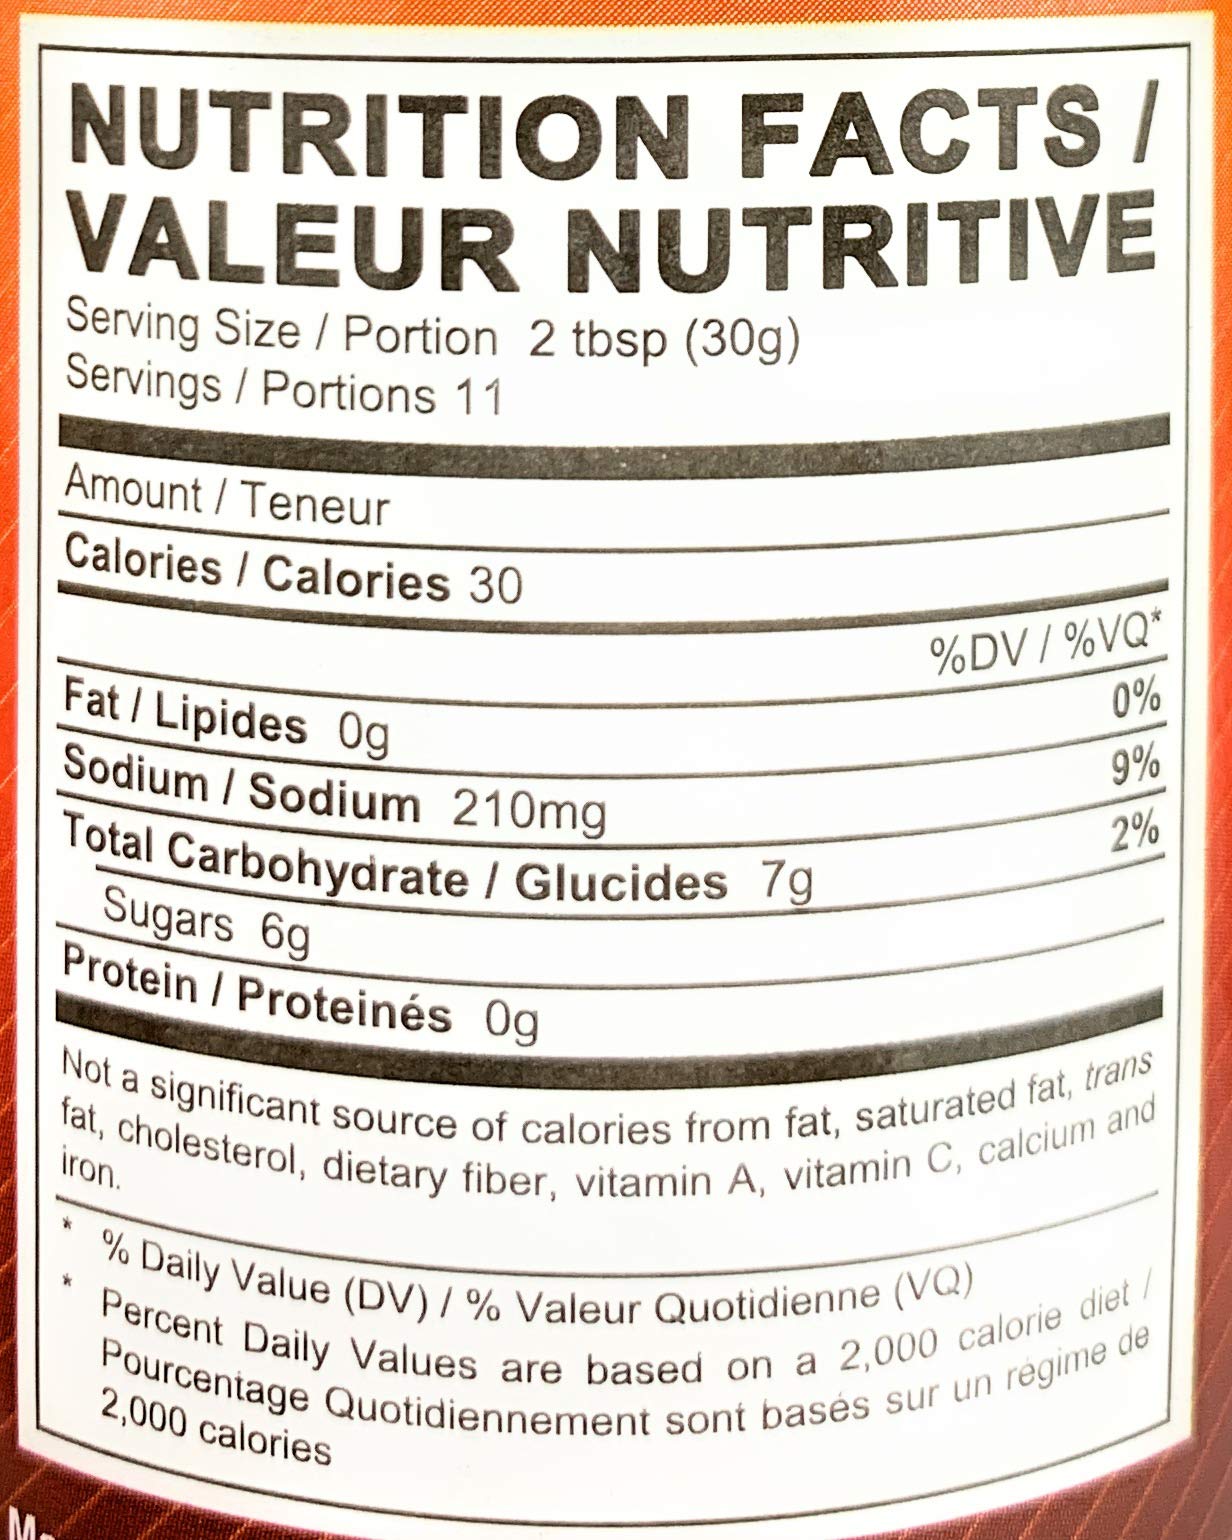 NUTRITION FACTS /
VALEUR NUTRITIVE
Serving Size / Portion 2 tbsp (30g)
Servings / Portions 11
Amount / Teneur
Calories / Calories 30
%DV / %VQ*
Fat / Lipides 0g 0%
Sodium / Sodium 210mg 9%
Total Carbohydrate / Glucides 7g 2%
Sugars 6g
Protein / Proteinés 0g
Not a significant source of calories from fat, saturated fat, trans
fat, cholesterol, dietary fiber, vitamin A, vitamin C, calcium and
iron.
* % Daily Value (DV) / % Valeur Quotidienne (VQ)
* Percent Daily Values are based on a 2,000 calorie diet /
Pourcentage Quotidiennement sont basés sur un régime de
2,000 calories